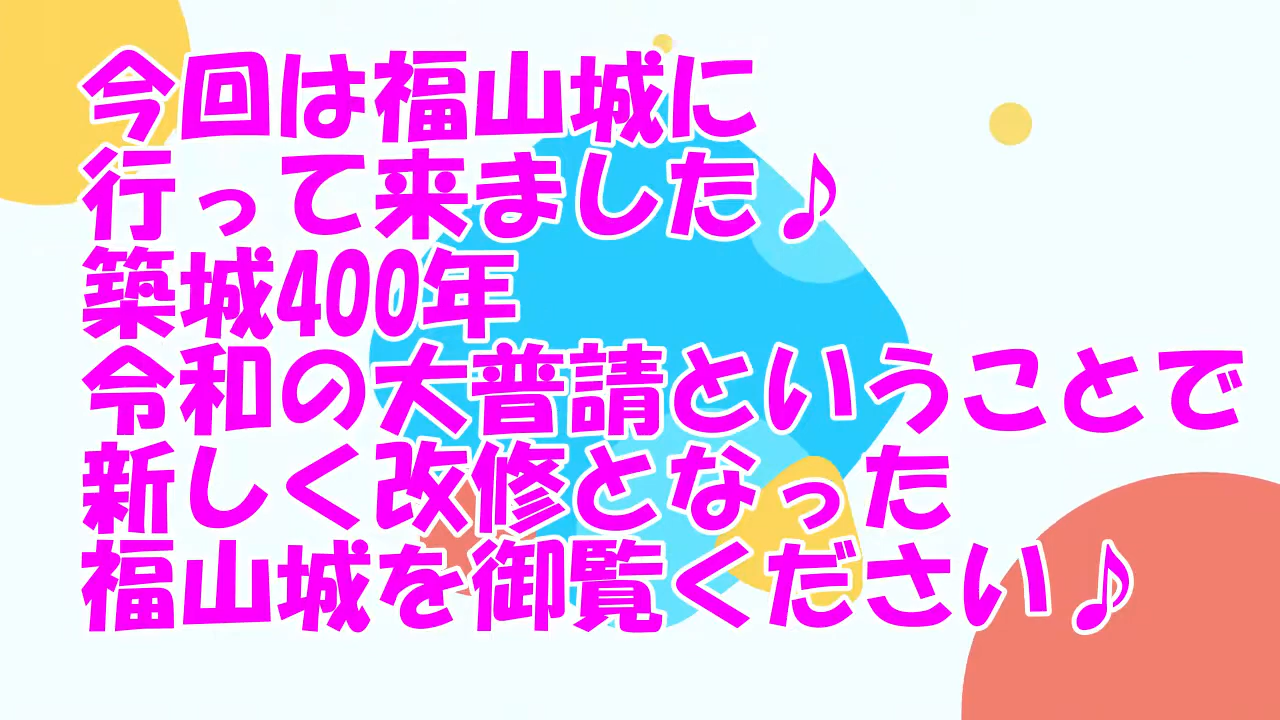 今回は福山城に
行って来ました♪
築城400年
令和の大普請ということで
新しく改修となった
福山城を御覧ください♪